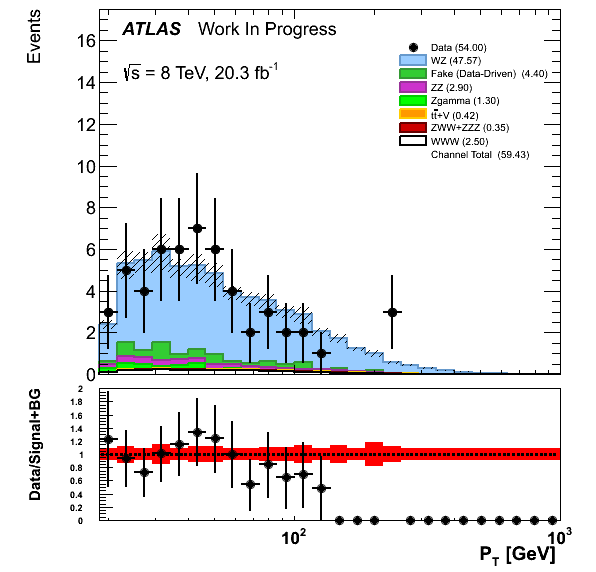 Events
ATLAS Work In Progress
√s = 8 TeV, 20.3 fb⁻¹
Data (54.00)
WZ (47.57)
Fake (Data-Driven) (4.40)
ZZ (2.90)
Zgamma (1.30)
tt̄+V (0.42)
ZWW+ZZZ (0.35)
WWW (2.50)
Channel Total (59.43)
16
14
12
10
8
6
4
2
0
Data/Signal+BG
2
1.8
1.6
1.4
1.2
1
0.8
0.6
0.4
0.2
0
10²
10³
P_T [GeV]